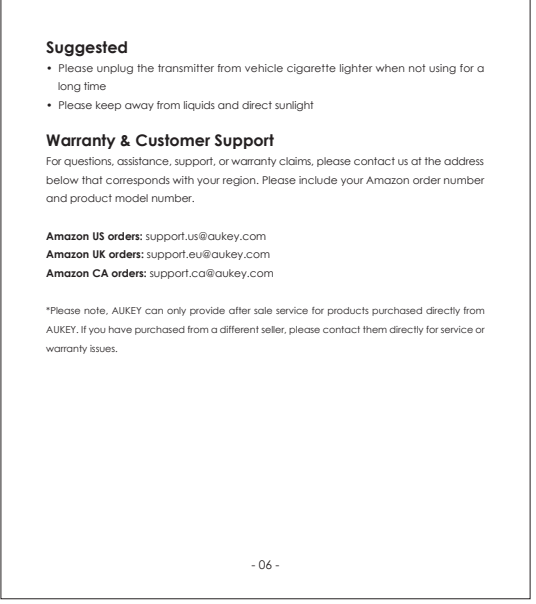 Suggested
• Please unplug the transmitter from vehicle cigarette lighter when not using for a
long time
• Please keep away from liquids and direct sunlight
Warranty & Customer Support
For questions, assistance, support, or warranty claims, please contact us at the address
below that corresponds with your region. Please include your Amazon order number
and product model number.
Amazon US orders: support.us@aukey.com
Amazon UK orders: support.eu@aukey.com
Amazon CA orders: support.ca@aukey.com
*Please note, AUKEY can only provide after sale service for products purchased directly from
AUKEY. If you have purchased from a different seller, please contact them directly for service or
warranty issues.
- 06 -